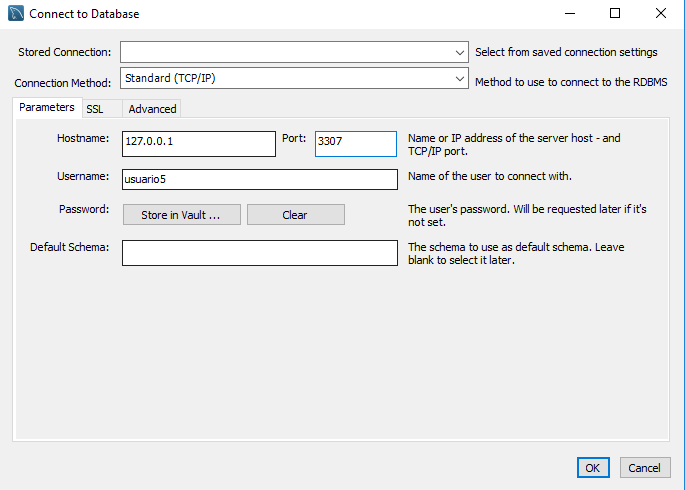 Connect to Database
Stored Connection:
Select from saved connection settings
Connection Method: Standard (TCP/IP)
Method to use to connect to the RDBMS
Parameters SSL Advanced
Hostname: 127.0.0.1 Port: 3307
Name or IP address of the server host - and
TCP/IP port.
Username: usuario5
Name of the user to connect with.
Password: Store in Vault ... Clear
The user's password. Will be requested later if it's
not set.
Default Schema:
The schema to use as default schema. Leave
blank to select it later.
OK Cancel